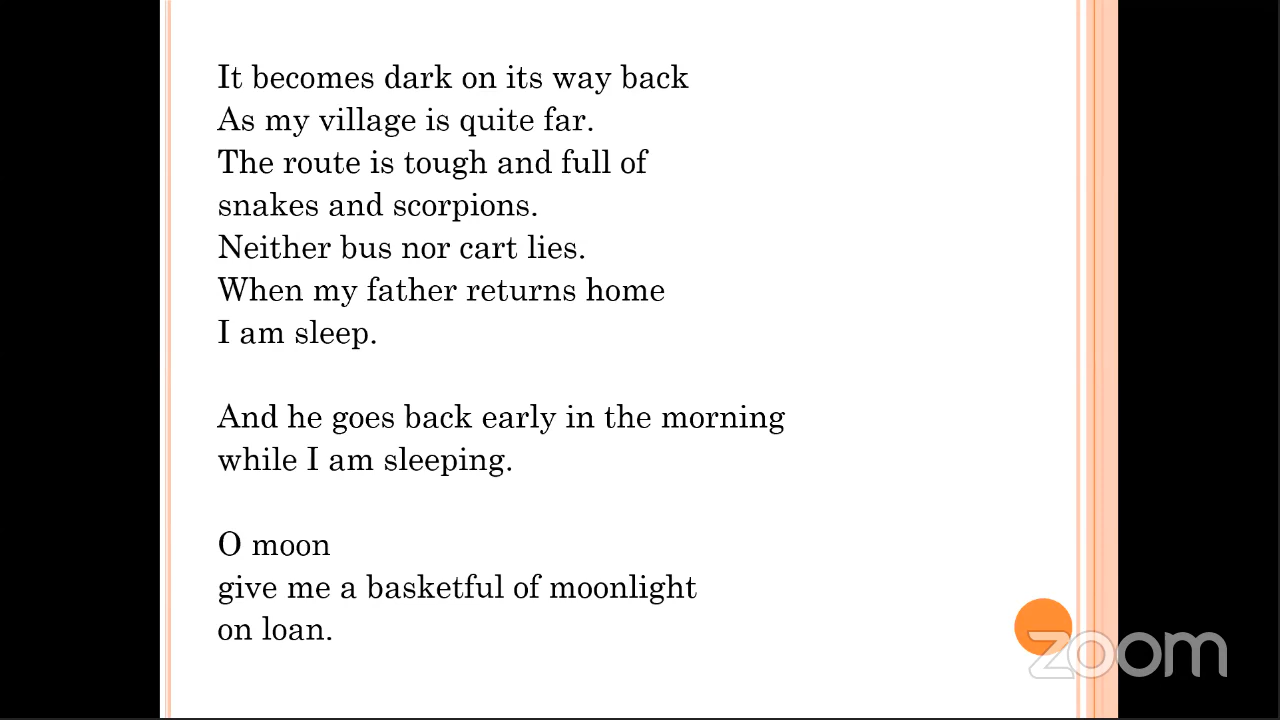 It becomes dark on its way back
As my village is quite far.
The route is tough and full of
snakes and scorpions.
Neither bus nor cart lies.
When my father returns home
I am sleep.
And he goes back early in the morning
while I am sleeping.
O moon
give me a basketful of moonlight
on loan.
zoom